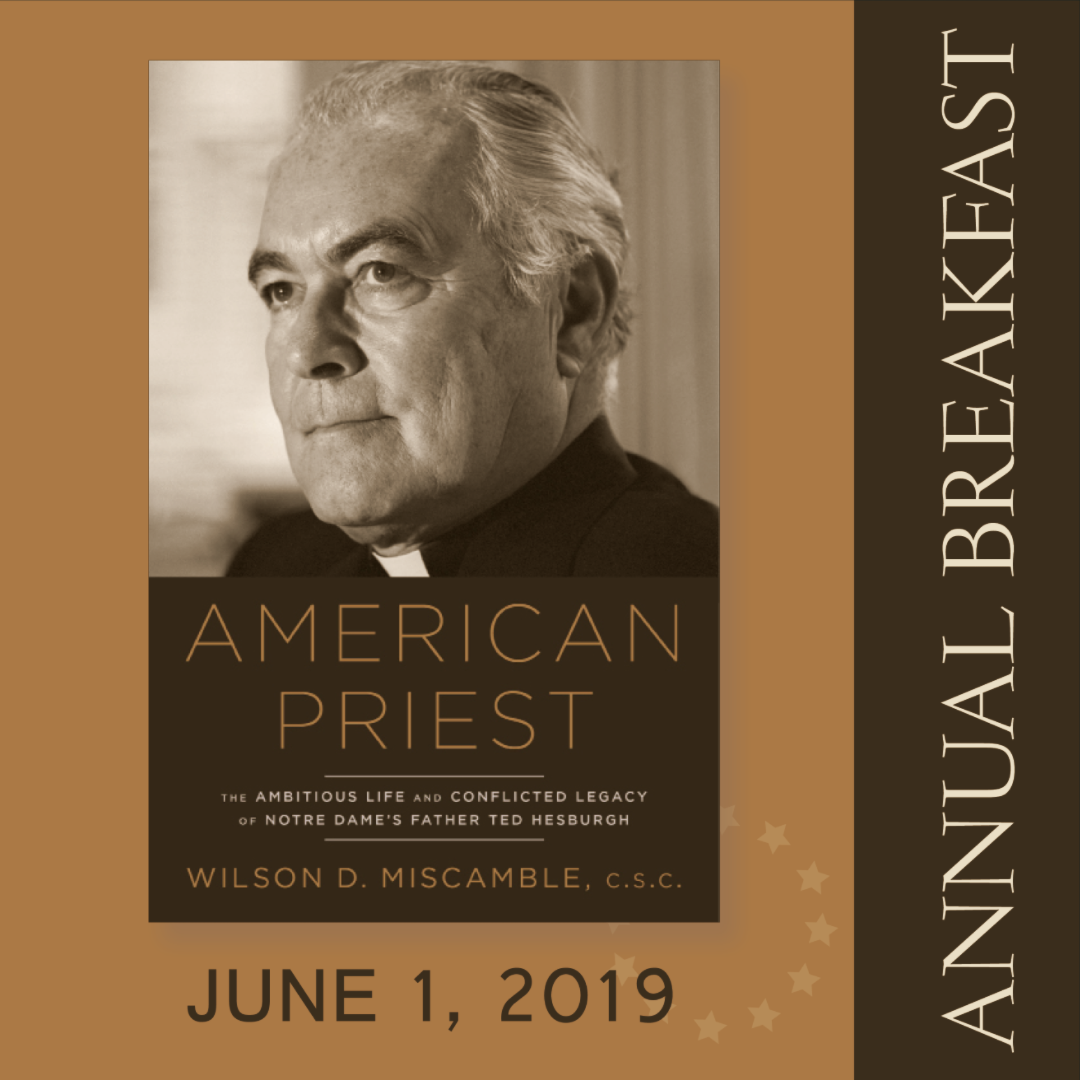 AMERICAN
PRIEST
THE AMBITIOUS LIFE AND CONFLICTED LEGACY
OF NOTRE DAME'S FATHER TED HESBURGH
WILSON D. MISCAMBLE, C.S.C.
JUNE 1, 2019
ANNUAL BREAKFAST